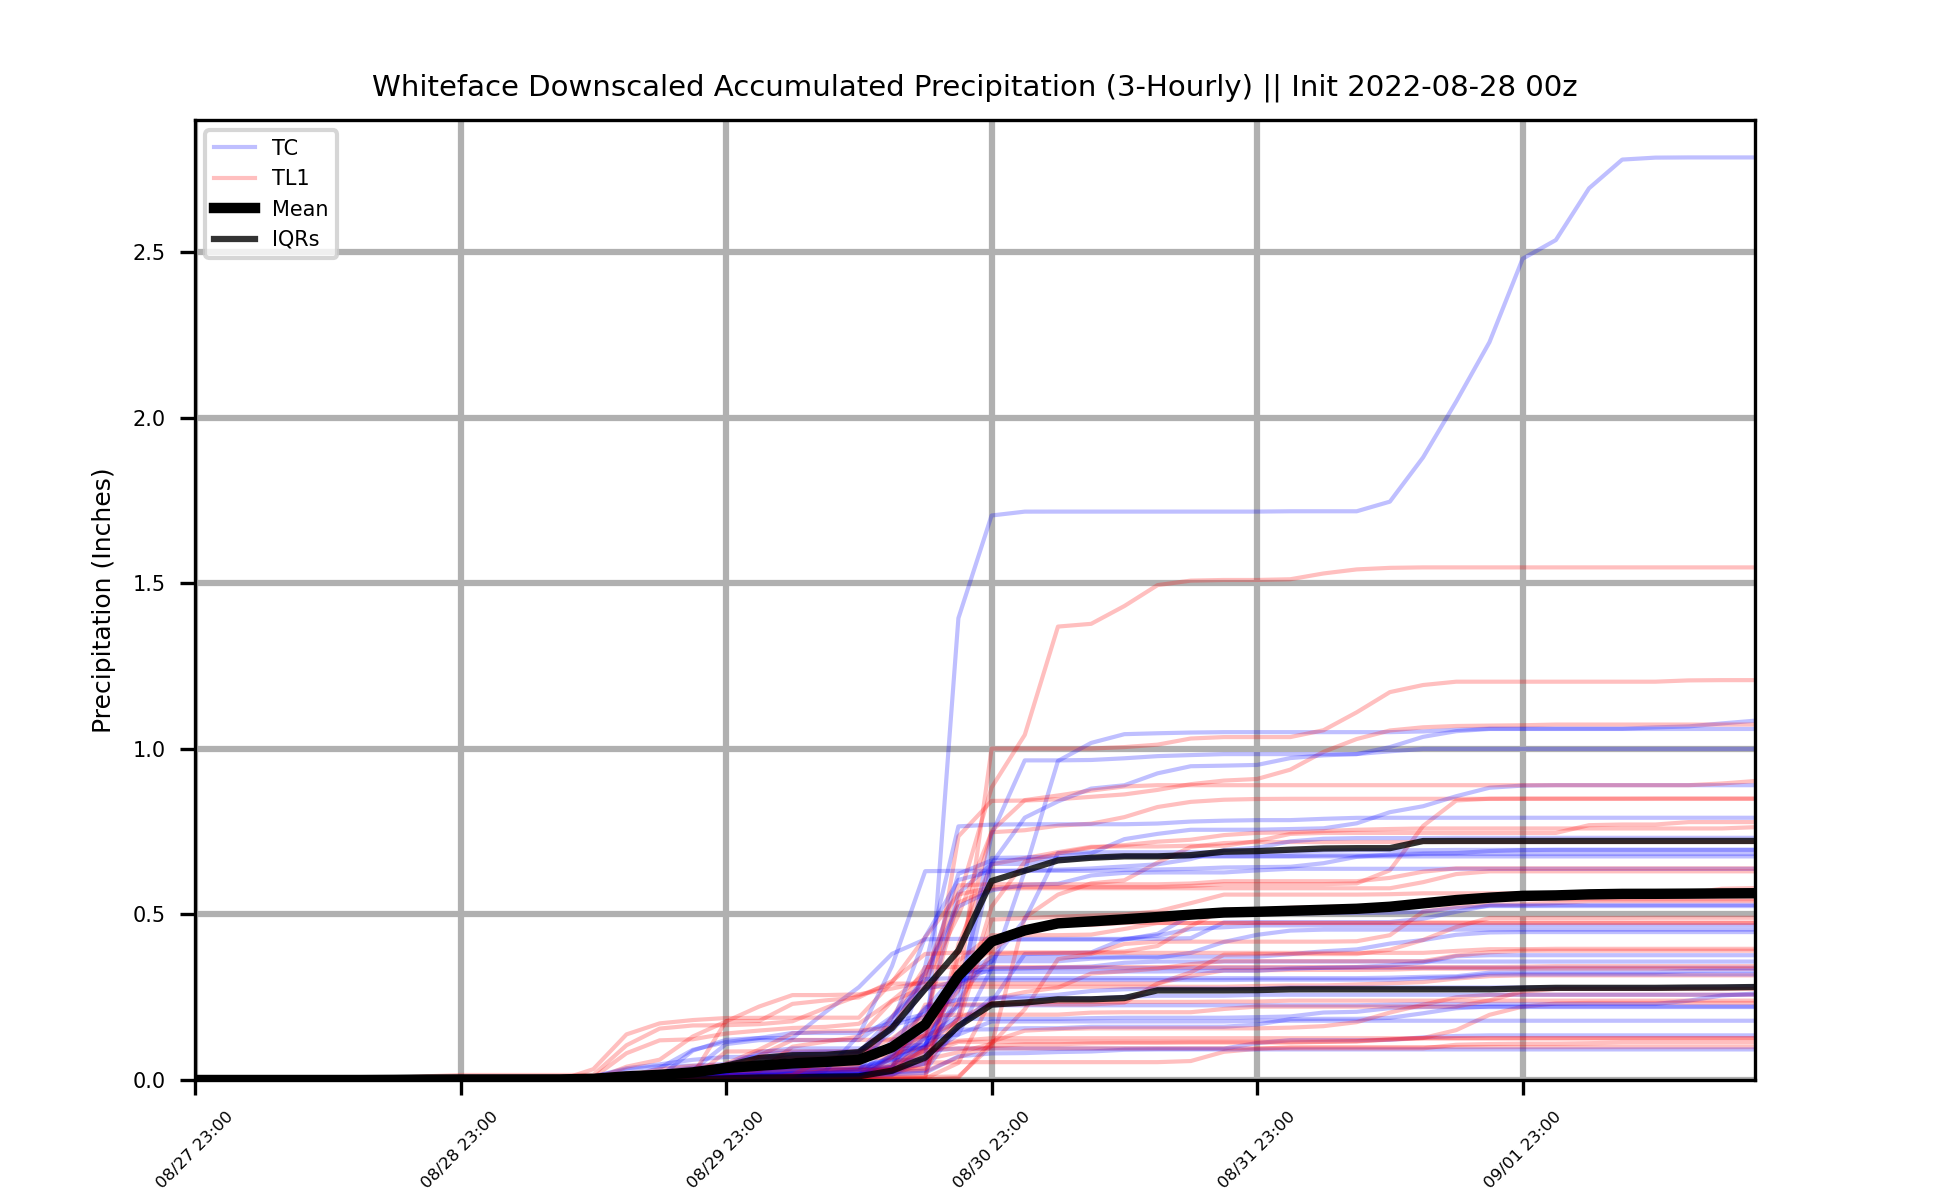 Whiteface Downscaled Accumulated Precipitation (3-Hourly) || Init 2022-08-28 00z
TC
TL1
Mean
IQRs
Precipitation (Inches)
2.5
2.0
1.5
1.0
0.5
0.0
08/27 23:00
08/28 23:00
08/29 23:00
08/30 23:00
08/31 23:00
09/01 23:00